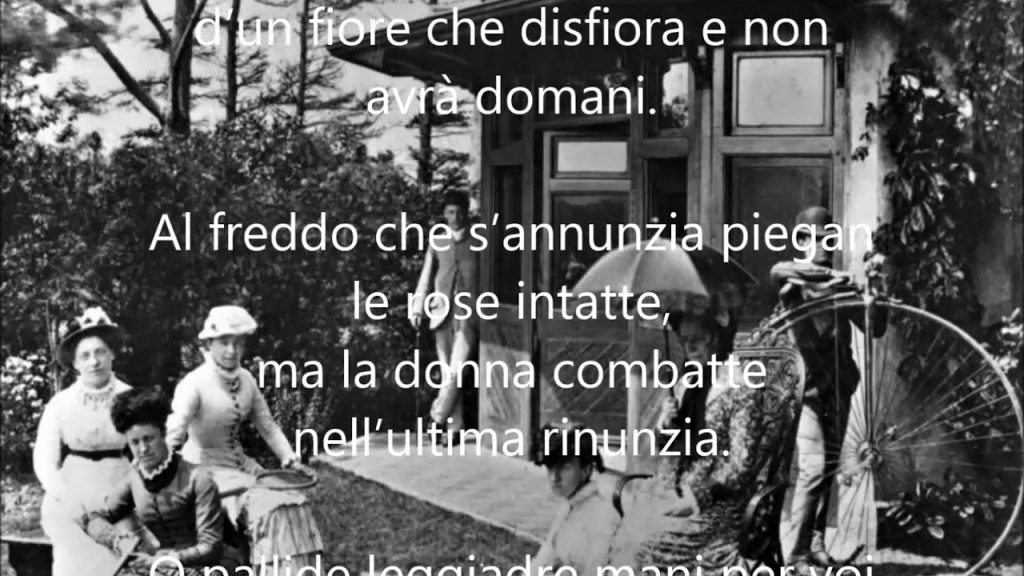 d'un fiore che disfiora e non
avrà domani.
Al freddo che s'annunzia piegan
le rose intatte,
ma la donna combatte
nell'ultima rinunzia.
O pallide leggiadre mani per voi